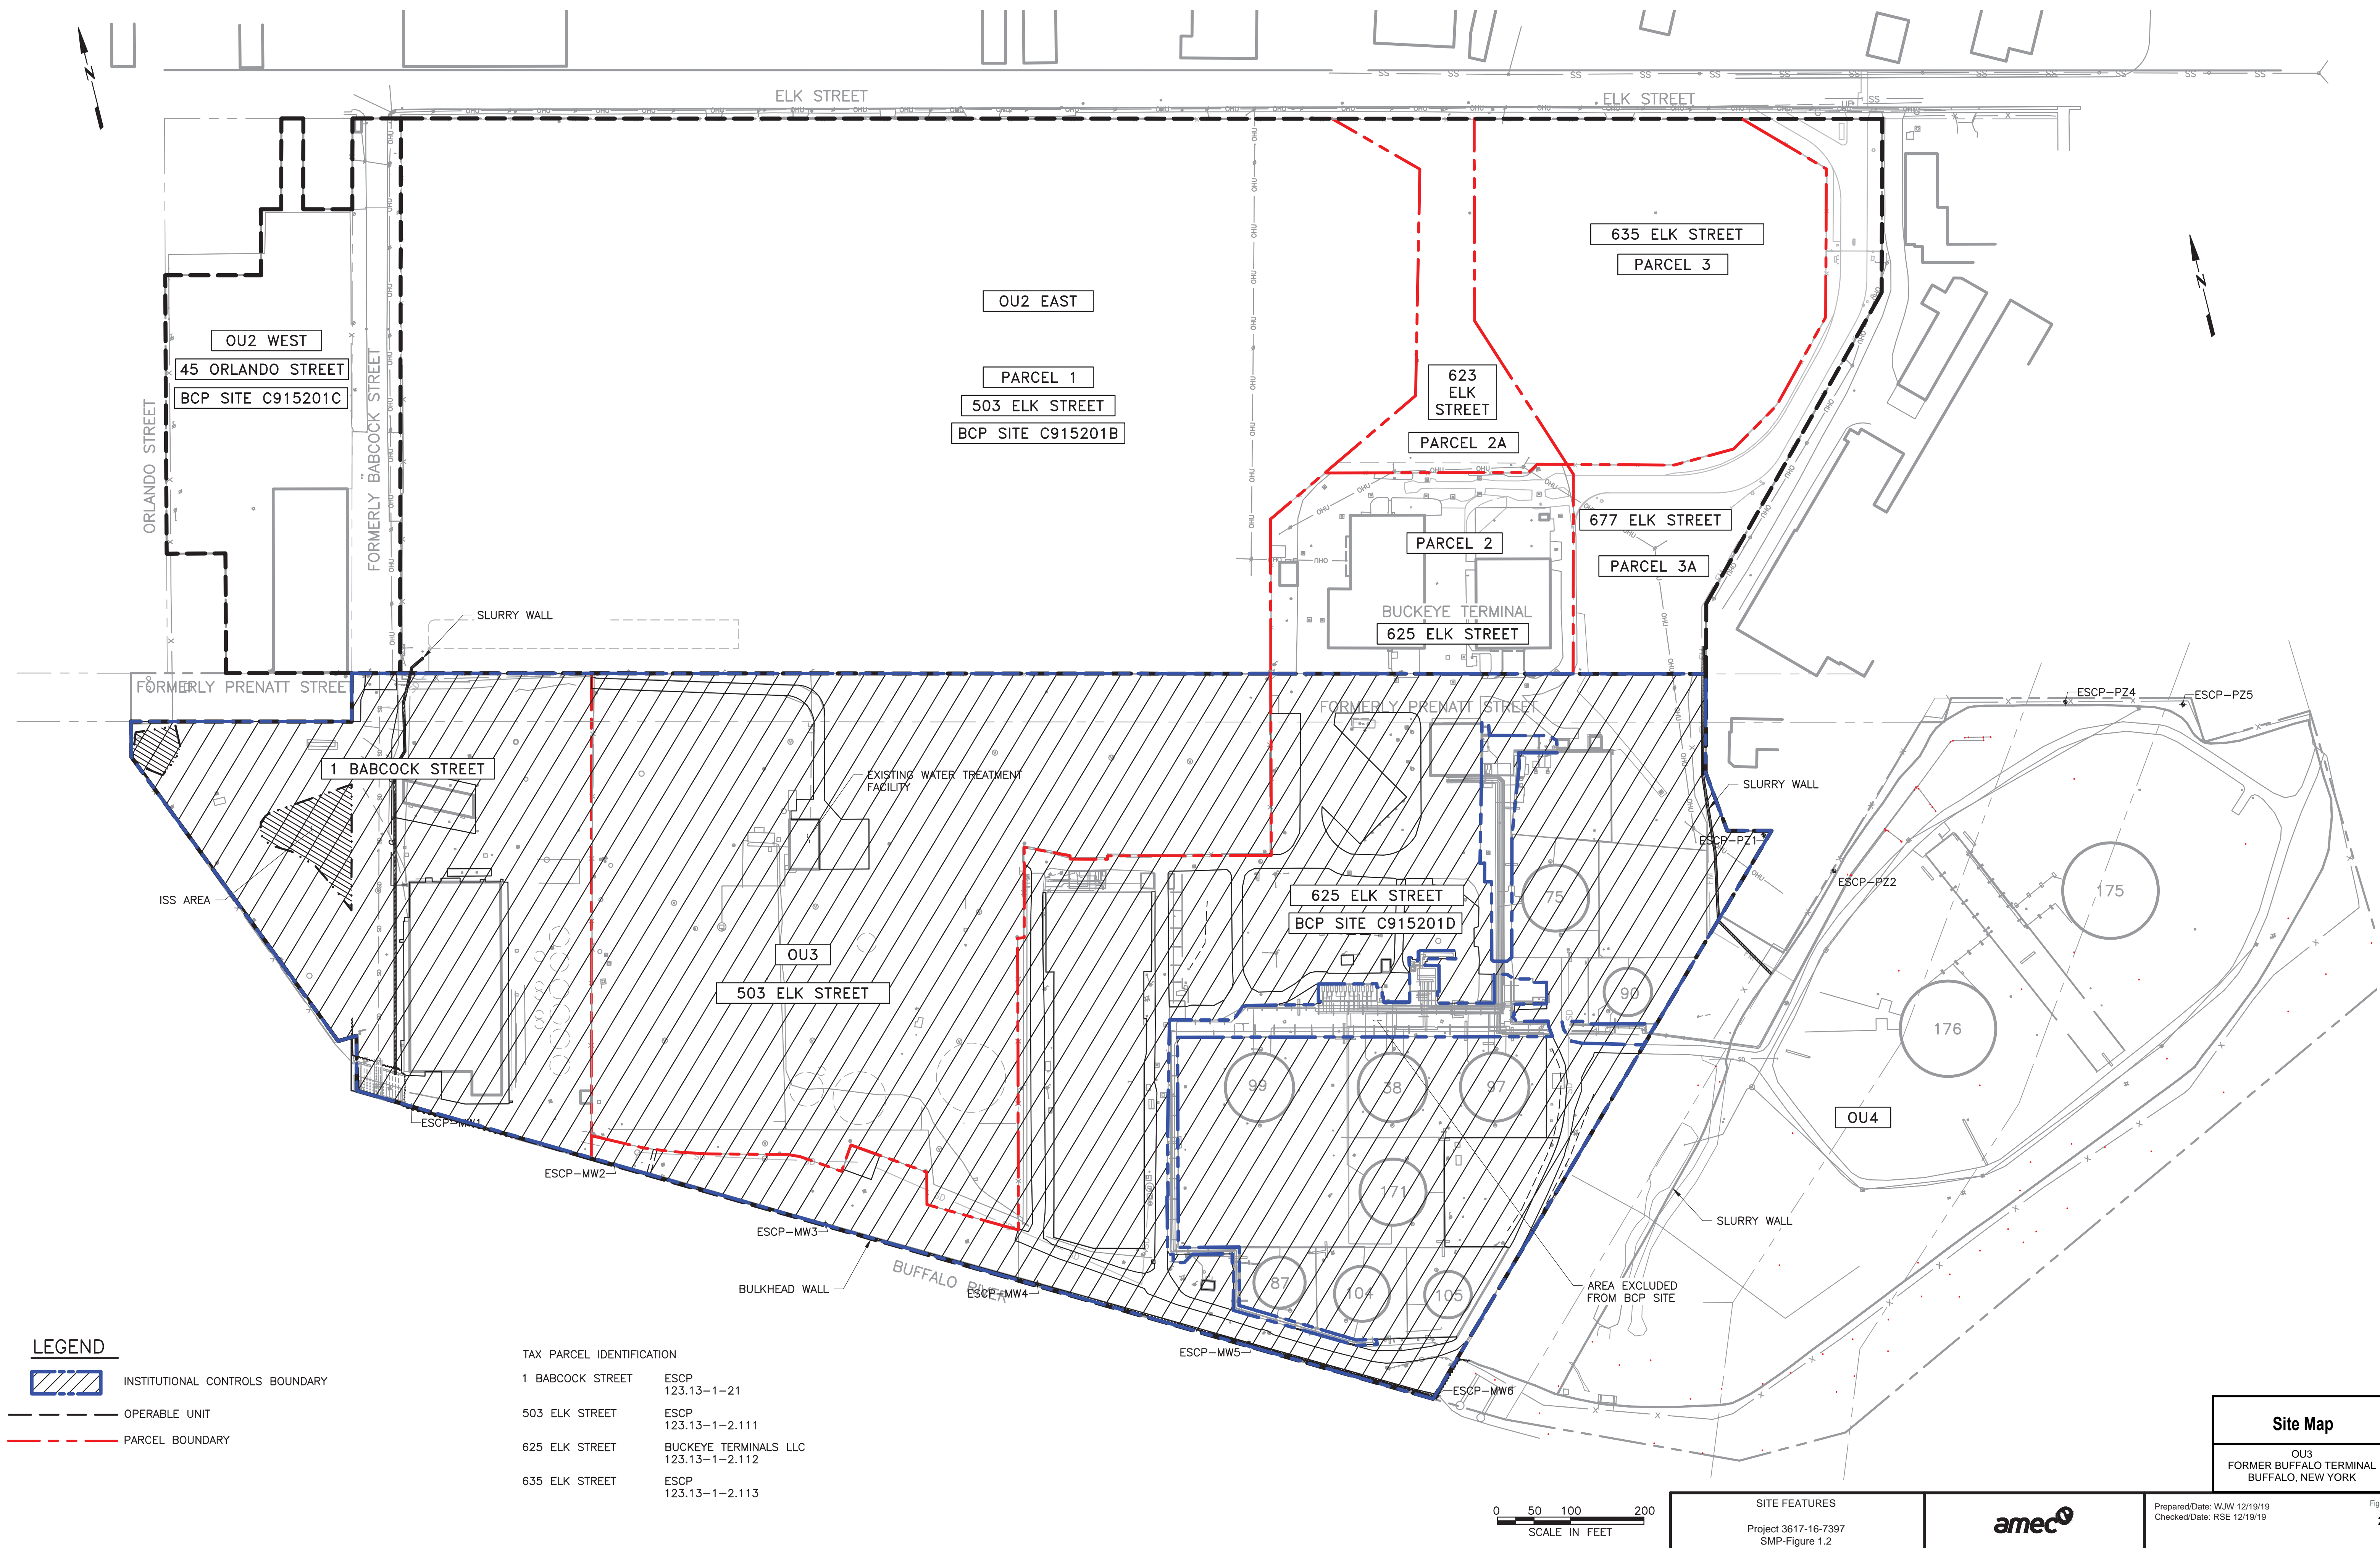 N
ELK STREET
ELK STREET
SS
UP
SS
OHU
635 ELK STREET
PARCEL 3
N
OU2 EAST
OU2 WEST
45 ORLANDO STREET
BCP SITE C915201C
PARCEL 1
503 ELK STREET
BCP SITE C915201B
623
ELK
STREET
PARCEL 2A
ORLANDO STREET
FORMERLY BABCOCK STREET
677 ELK STREET
PARCEL 2
PARCEL 3A
BUCKEYE TERMINAL
625 ELK STREET
SLURRY WALL
FORMERLY PRENATT STREET
FORMERLY PRENATT STREET
ESCP-PZ4
ESCP-PZ5
1 BABCOCK STREET
EXISTING WATER TREATMENT
FACILITY
SLURRY WALL
ESCP-PZ1
ESCP-PZ2
ISS AREA
625 ELK STREET
BCP SITE C915201D
75
175
OU3
503 ELK STREET
90
176
99
38
97
OU4
ESCP-MW1
ESCP-MW2
171
ESCP-MW3
SLURRY WALL
BULKHEAD WALL
BUFFALO RIVER
ESCP-MW4
87
104
105
AREA EXCLUDED
FROM BCP SITE
ESCP-MW5
ESCP-MW6
LEGEND
INSTITUTIONAL CONTROLS BOUNDARY
OPERABLE UNIT
PARCEL BOUNDARY
TAX PARCEL IDENTIFICATION
1 BABCOCK STREET ESCP
123.13-1-21
503 ELK STREET ESCP
123.13-1-2.111
625 ELK STREET BUCKEYE TERMINALS LLC
123.13-1-2.112
635 ELK STREET ESCP
123.13-1-2.113
0 50 100 200
SCALE IN FEET
SITE FEATURES
Project 3617-16-7397
SMP-Figure 1.2
amec
Site Map
OU3
FORMER BUFFALO TERMINAL
BUFFALO, NEW YORK
Prepared/Date: WJW 12/19/19
Checked/Date: RSE 12/19/19